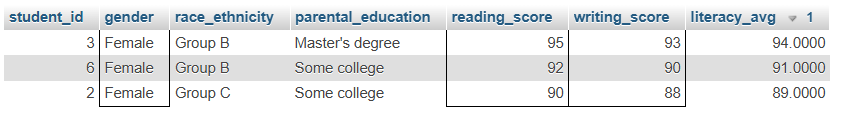 student_id gender race_ethnicity parental_education reading_score writing_score literacy_avg 1
3 Female Group B Master's degree 95 93 94.0000
6 Female Group B Some college 92 90 91.0000
2 Female Group C Some college 90 88 89.0000